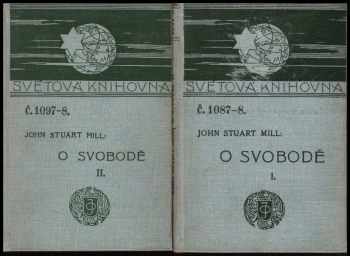 SVĚTOVÁ KNIHOVNA
Č. 1097-8.
JOHN STUART MILL:
O SVOBODĚ
II.
SVĚTOVÁ KNIHOVNA
Č. 1087-8.
JOHN STUART MILL:
O SVOBODĚ
I.